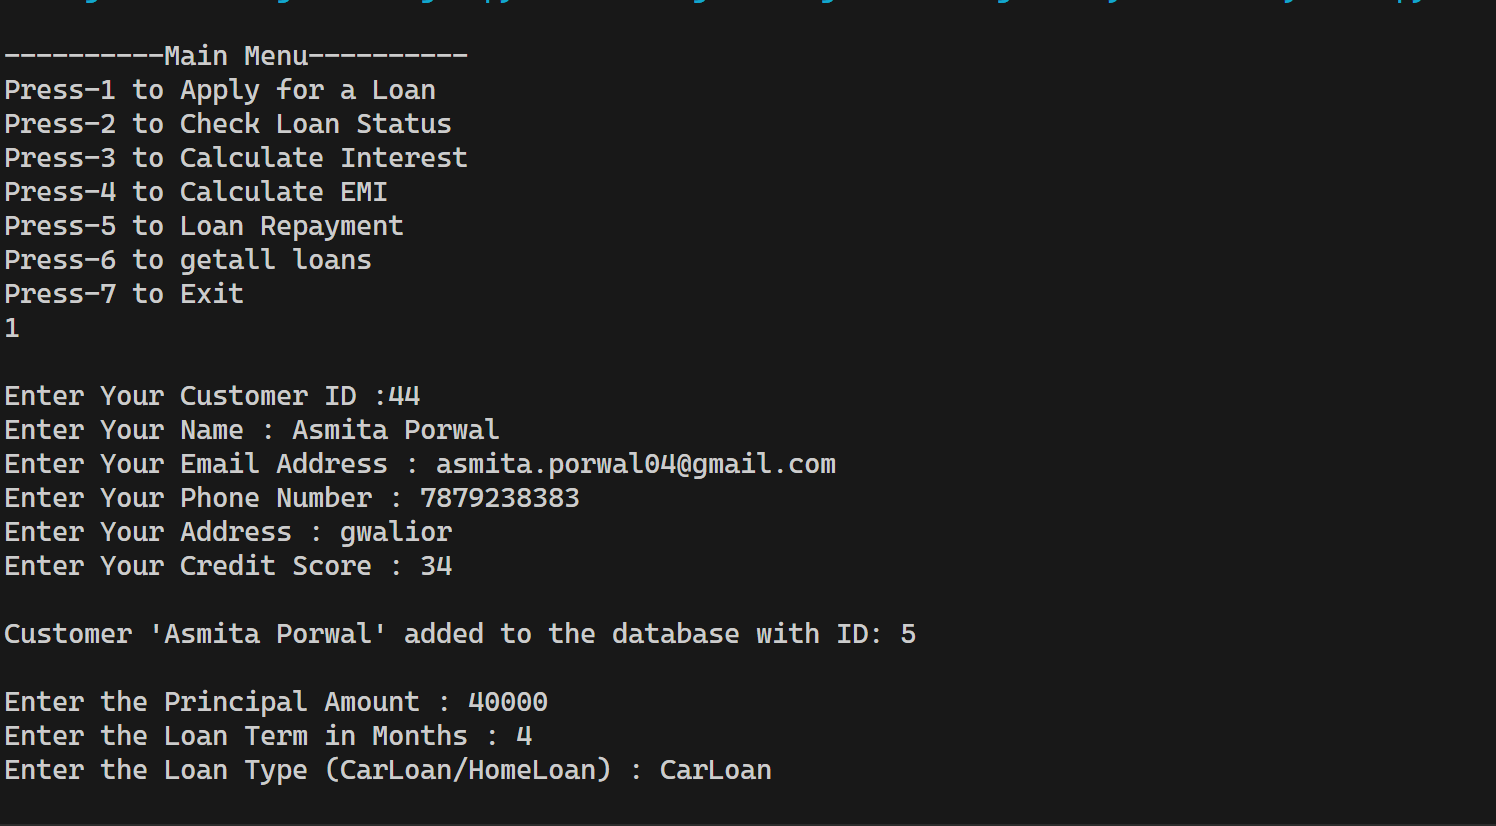 ----------Main Menu----------
Press-1 to Apply for a Loan
Press-2 to Check Loan Status
Press-3 to Calculate Interest
Press-4 to Calculate EMI
Press-5 to Loan Repayment
Press-6 to getall loans
Press-7 to Exit
1
Enter Your Customer ID :44
Enter Your Name : Asmita Porwal
Enter Your Email Address : asmita.porwal04@gmail.com
Enter Your Phone Number : 7879238383
Enter Your Address : gwalior
Enter Your Credit Score : 34
Customer 'Asmita Porwal' added to the database with ID: 5
Enter the Principal Amount : 40000
Enter the Loan Term in Months : 4
Enter the Loan Type (CarLoan/HomeLoan) : CarLoan